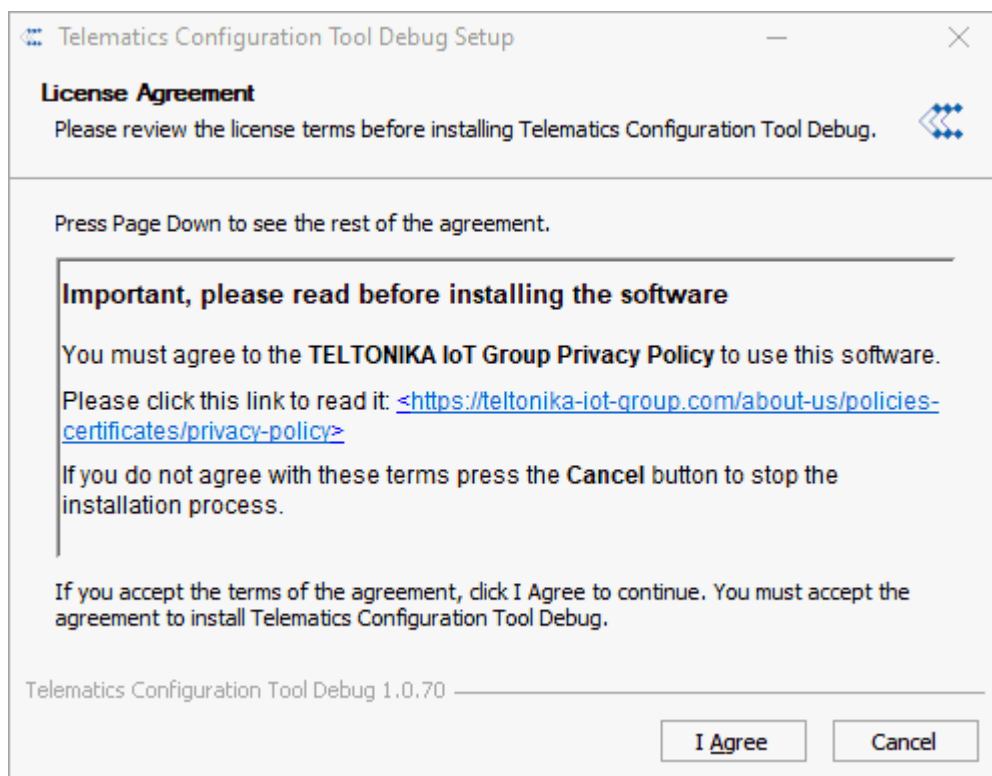 Telematics Configuration Tool Debug Setup
License Agreement
Please review the license terms before installing Telematics Configuration Tool Debug.
Press Page Down to see the rest of the agreement.
Important, please read before installing the software
You must agree to the TELTONIKA IoT Group Privacy Policy to use this software.
Please click this link to read it: <https://teltonika-iot-group.com/about-us/policies-
certificates/privacy-policy>
If you do not agree with these terms press the Cancel button to stop the
installation process.
If you accept the terms of the agreement, click I Agree to continue. You must accept the
agreement to install Telematics Configuration Tool Debug.
Telematics Configuration Tool Debug 1.0.70
I Agree
Cancel